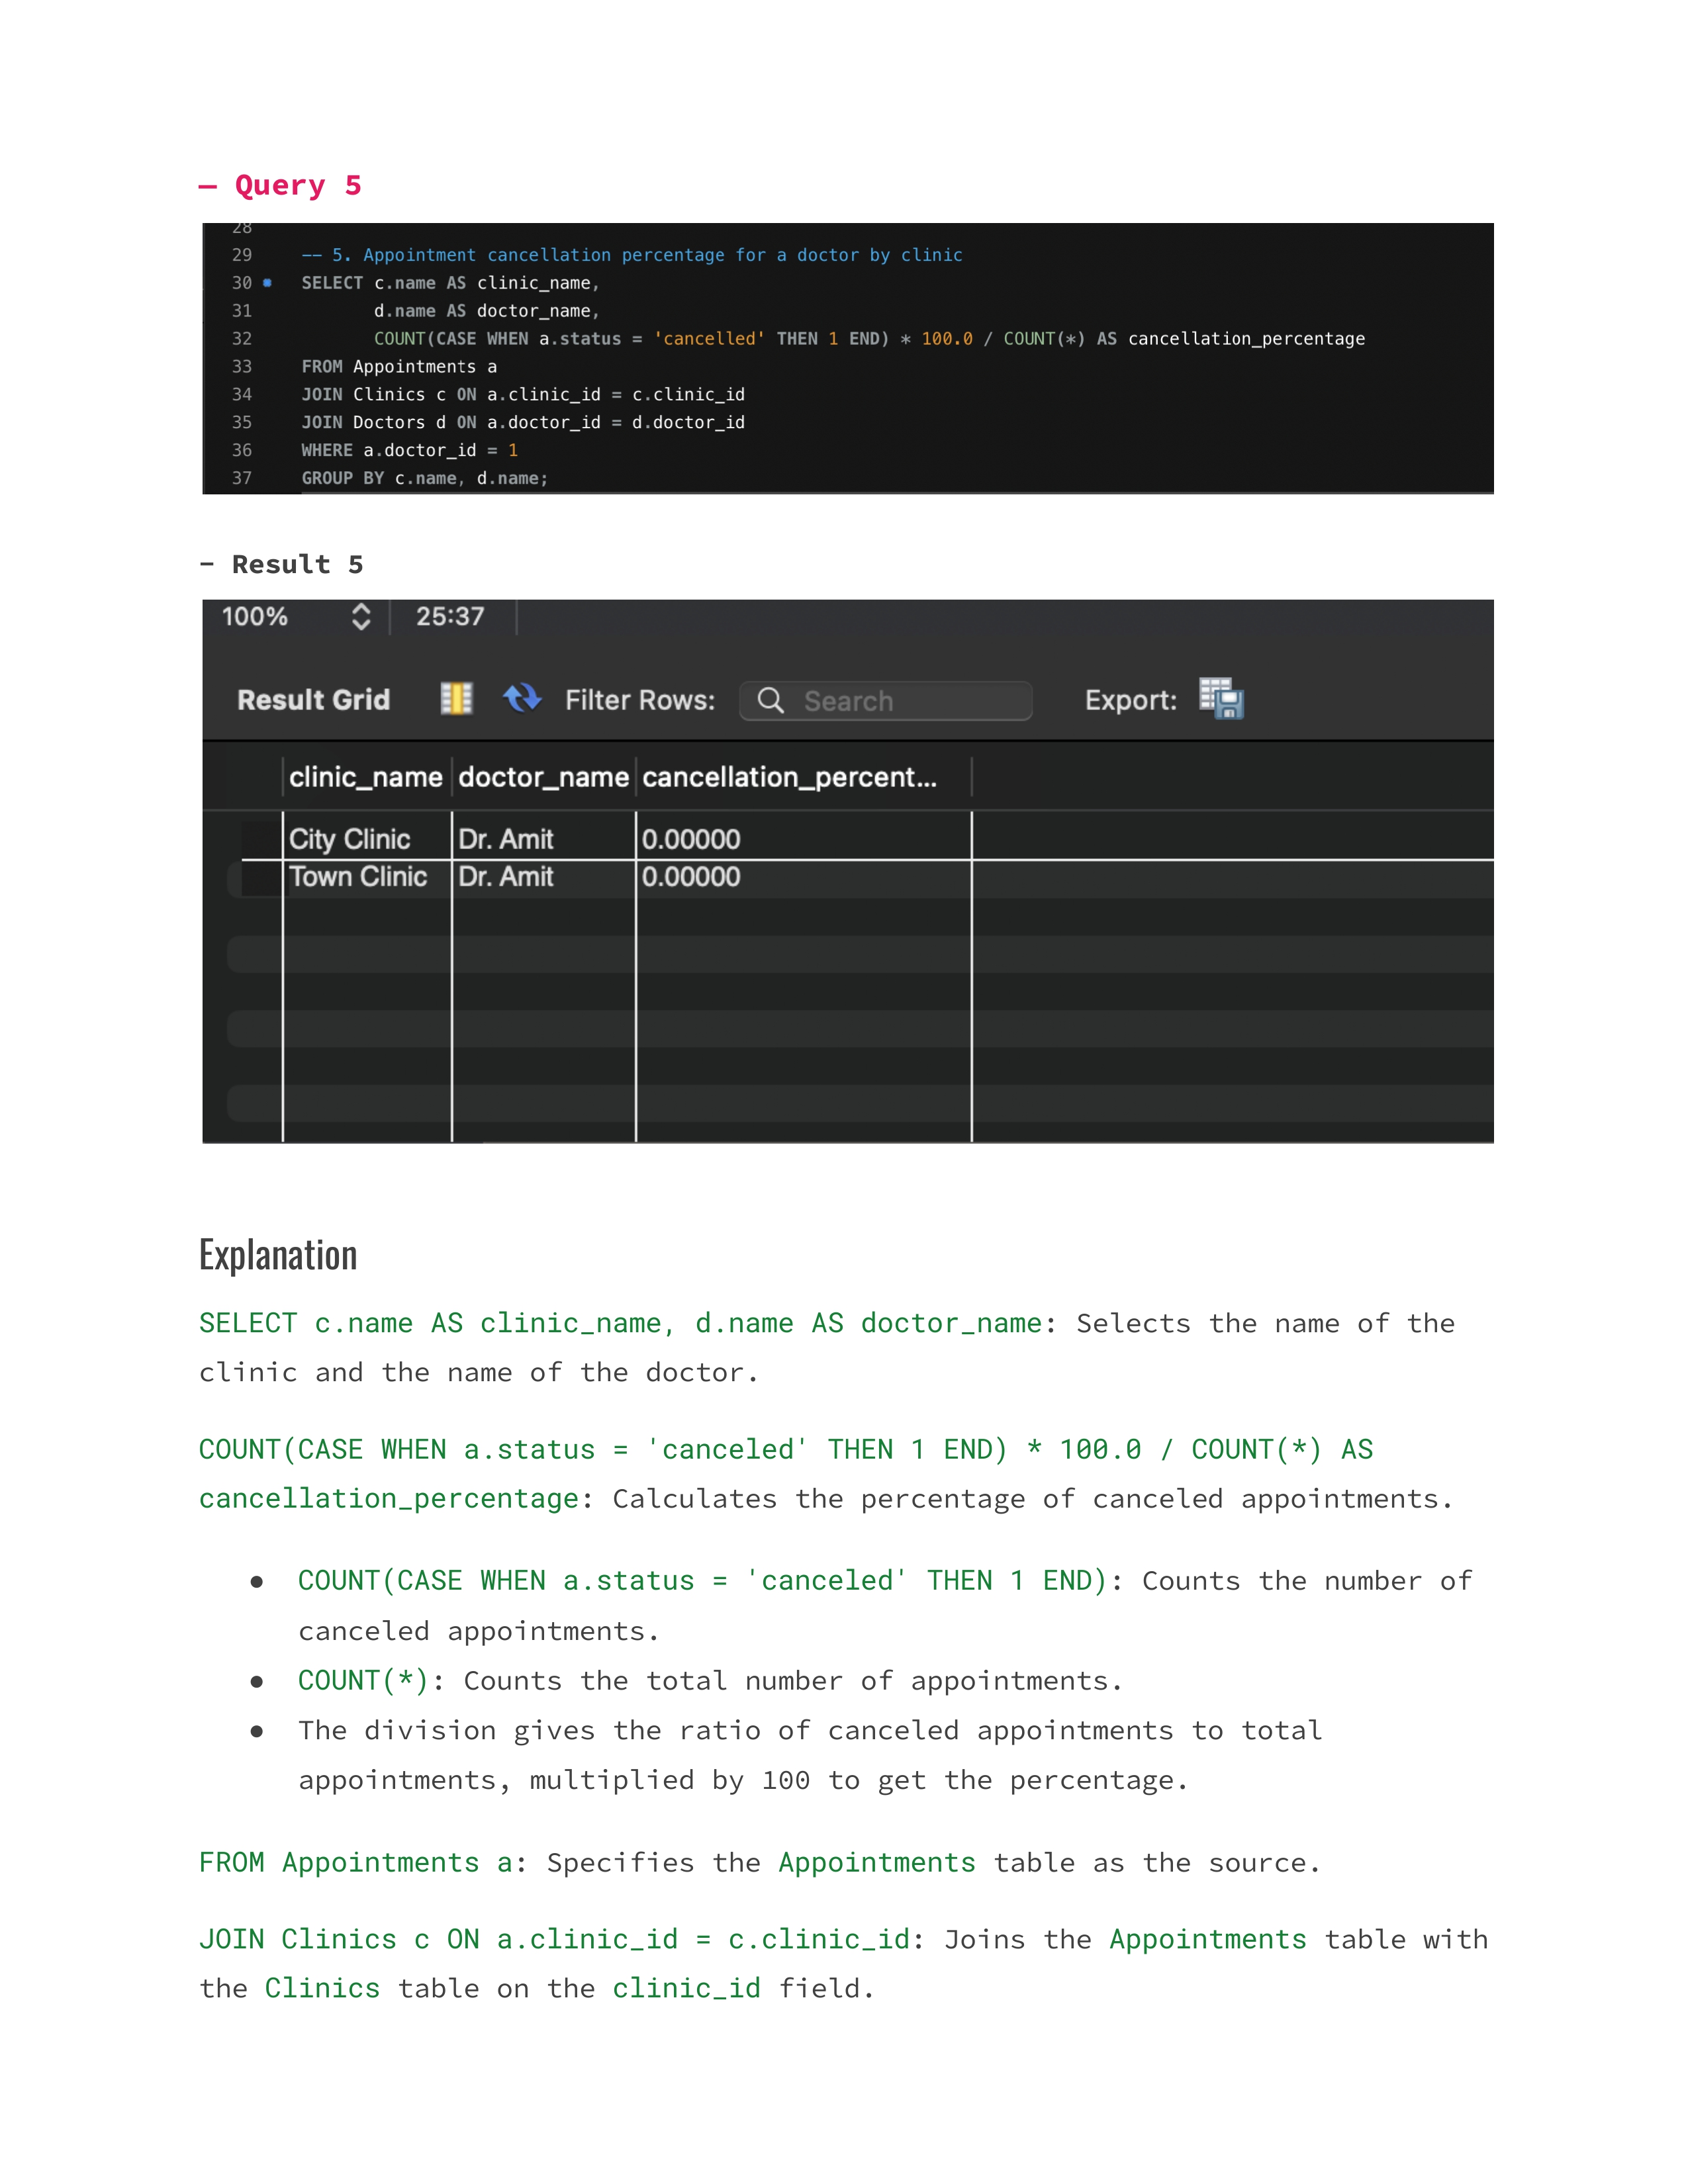 — Query 5
28
29 -- 5. Appointment cancellation percentage for a doctor by clinic
30 SELECT c.name AS clinic_name,
31 d.name AS doctor_name,
32 COUNT(CASE WHEN a.status = 'cancelled' THEN 1 END) * 100.0 / COUNT(*) AS cancellation_percentage
33 FROM Appointments a
34 JOIN Clinics c ON a.clinic_id = c.clinic_id
35 JOIN Doctors d ON a.doctor_id = d.doctor_id
36 WHERE a.doctor_id = 1
37 GROUP BY c.name, d.name;
- Result 5
100% 25:37
Result Grid Filter Rows: Search Export:
clinic_name doctor_name cancellation_percent...
City Clinic Dr. Amit 0.00000
Town Clinic Dr. Amit 0.00000
Explanation
SELECT c.name AS clinic_name, d.name AS doctor_name: Selects the name of the
clinic and the name of the doctor.
COUNT(CASE WHEN a.status = 'canceled' THEN 1 END) * 100.0 / COUNT(*) AS
cancellation_percentage: Calculates the percentage of canceled appointments.
● COUNT(CASE WHEN a.status = 'canceled' THEN 1 END): Counts the number of
canceled appointments.
● COUNT(*): Counts the total number of appointments.
● The division gives the ratio of canceled appointments to total
appointments, multiplied by 100 to get the percentage.
FROM Appointments a: Specifies the Appointments table as the source.
JOIN Clinics c ON a.clinic_id = c.clinic_id: Joins the Appointments table with
the Clinics table on the clinic_id field.